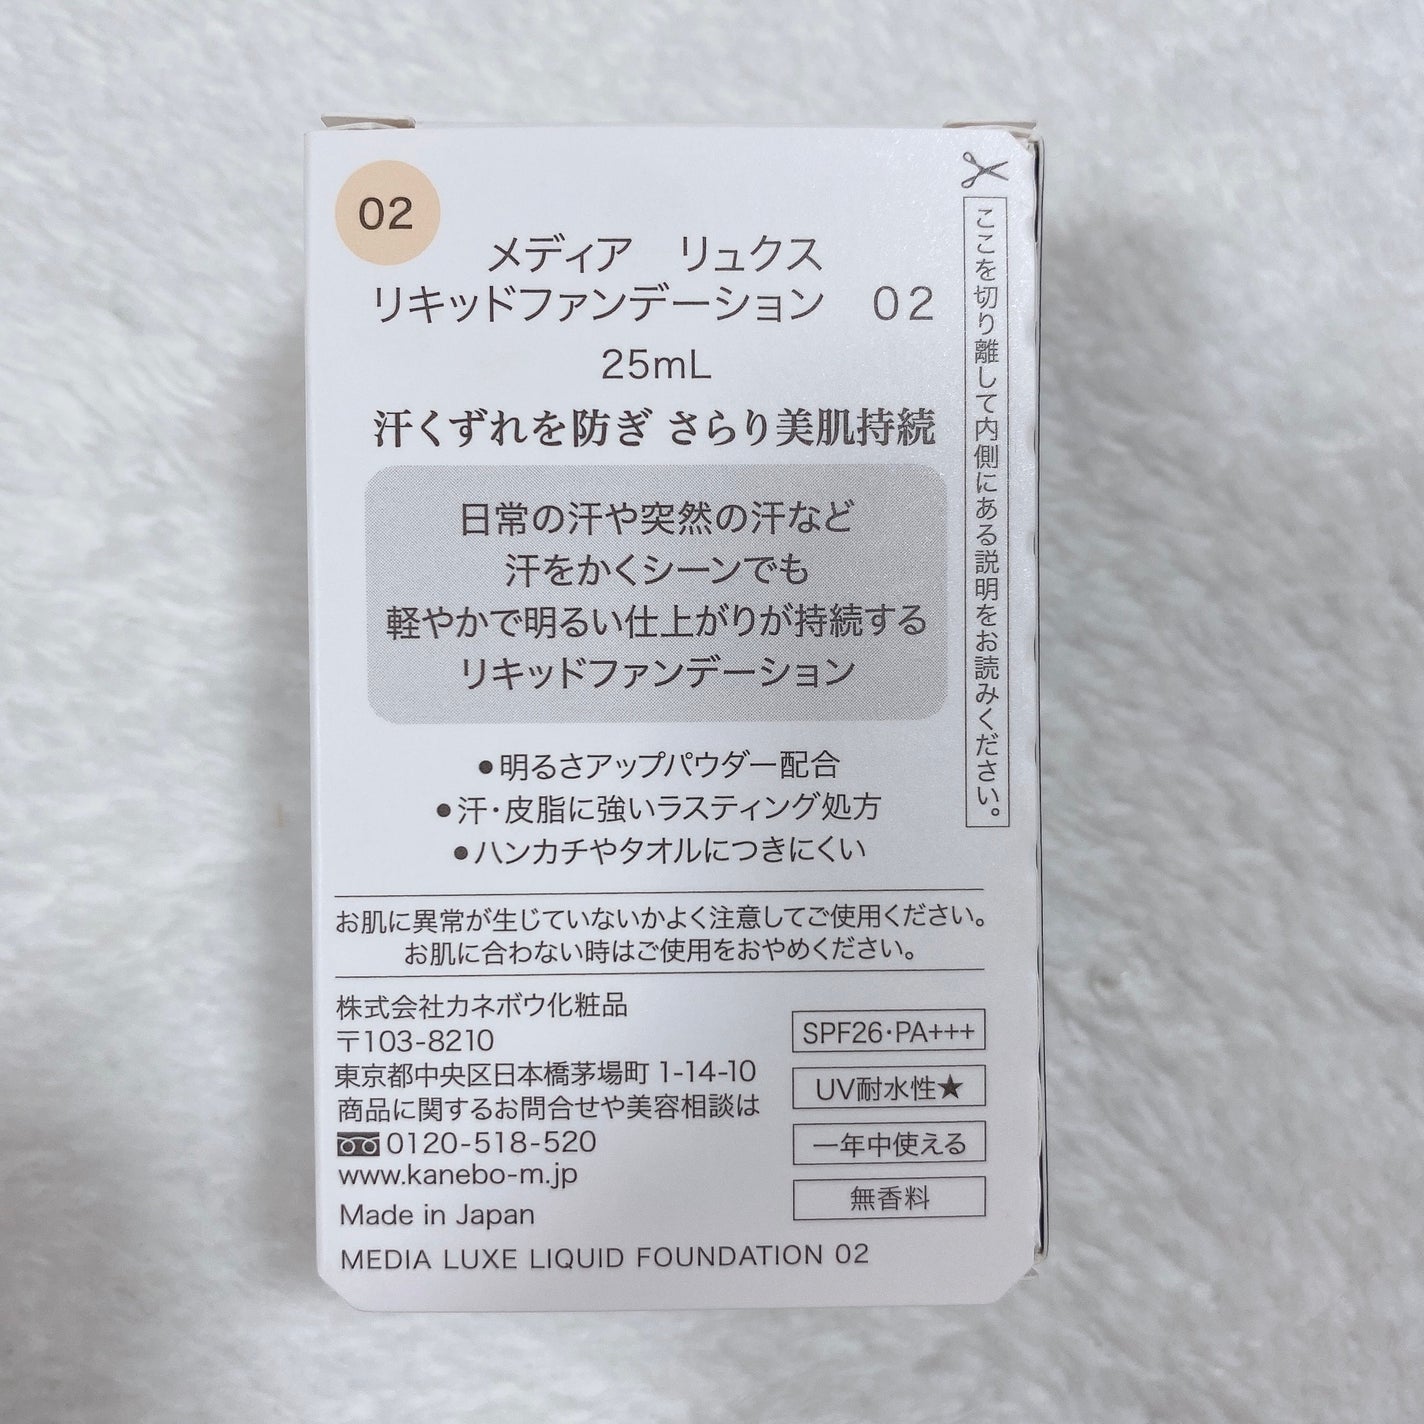 02
メディア　リュクス
リキッドファンデーション　02
25mL
汗くずれを防ぎ さらり美肌持続
日常の汗や突然の汗など
汗をかくシーンでも
軽やかで明るい仕上がりが持続する
リキッドファンデーション
●明るさアップパウダー配合
●汗・皮脂に強いラスティング処方
●ハンカチやタオルにつきにくい
お肌に異常が生じていないかよく注意してご使用ください。
お肌に合わない時はご使用をおやめください。
株式会社カネボウ化粧品
〒103-8210
東京都中央区日本橋茅場町 1-14-10
商品に関するお問合せや美容相談は
0120-518-520
www.kanebo-m.jp
Made in Japan
MEDIA LUXE LIQUID FOUNDATION 02
SPF26・PA+++
UV耐水性★
一年中使える
無香料
ここを切り離して内側にある説明をお読みください。